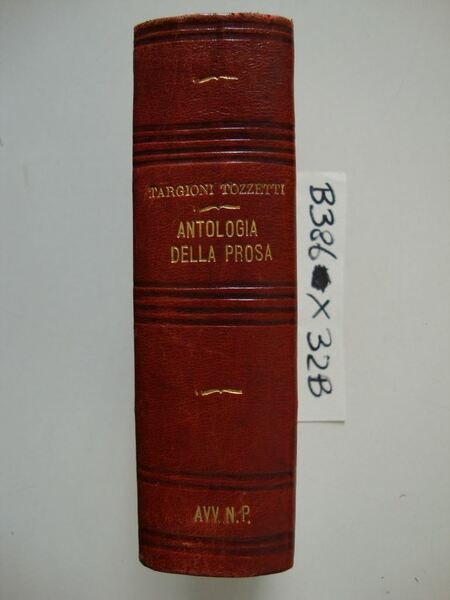 TARGIONI TOZZETTI
ANTOLOGIA
DELLA PROSA
AVV. N. P.
B386 X 32B